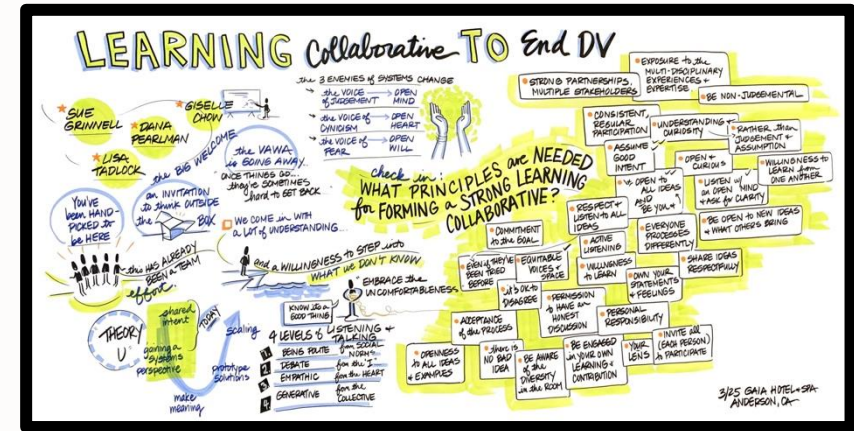 LEARNING Collaborative TO End DV
SUE
GRINNELL
GISELLE
CHOW
DANA
PEARLMAN
LISA
TADLOCK
the BIG WELCOME
the VAWA
is GOING AWAY...
ONCE THINGS GO...
they're SOMETIMES
hard to GET BACK...
You've
been HAND-
PICKED to
be HERE
an INVITATION
to THINK OUTSIDE
the BOX
this HAS ALREADY
been a TEAM
effort.
WE COME IN WITH
A LOT of UNDERSTANDING...
and a WILLINGNESS to STEP into
WHAT WE DON'T KNOW
"EMBRACE the
UNCOMFORTABLENESS"
KNOW it's a
GOOD THING
THEORY
U
shared
intent
TODAY
gaining a
systems
perspective
make
meaning
prototype
solutions
scaling
the 3 ENEMIES of SYSTEMS CHANGE
the VOICE of JUDGEMENT → OPEN MIND
the VOICE of CYNICISM → OPEN HEART
the VOICE of FEAR → OPEN WILL
4 LEVELS of LISTENING & TALKING
1. BEING POLITE for SOCIAL NORMS
2. DEBATE for the "I"
3. EMPATHIC for the HEART
4. GENERATIVE for the COLLECTIVE
check in:
WHAT PRINCIPLES are NEEDED
for FORMING a STRONG LEARNING
COLLABORATIVE?
STRONG PARTNERSHIPS,
MULTIPLE STAKEHOLDERS
EXPOSURE to the
MULTI-DISCIPLINARY
EXPERIENCES &
EXPERTISE
BE NON-JUDGEMENTAL
CONSISTENT,
REGULAR
PARTICIPATION
UNDERSTANDING &
CURIOSITY
RATHER than
JUDGEMENT &
ASSUMPTION
ASSUME
GOOD
INTENT
OPEN &
CURIOUS
LISTEN w/
an OPEN MIND
& ASK for CLARITY
WILLINGNESS to
LEARN from
ONE ANOTHER
OPEN to
ALL IDEAS
AND
BE YOU
RESPECT &
LISTEN to ALL
IDEAS
BE OPEN to NEW IDEAS
& WHAT OTHERS BRING
COMMITMENT
to the GOAL
ACTIVE
LISTENING
EVERYONE
PROCESSES
DIFFERENTLY
EVEN if THEY'VE
BEEN TRIED
BEFORE
EQUITABLE
VOICES &
SPACE
WILLINGNESS
to LEARN
SHARE IDEAS
RESPECTFULLY
it's OK to
DISAGREE
OWN YOUR
STATEMENTS
& FEELINGS
PERMISSION
to HAVE an
HONEST
DISCUSSION
ACCEPTANCE
of the PROCESS
PERSONAL
RESPONSIBILITY
OPENNESS
to ALL IDEAS
& EXAMPLES
there is
NO BAD
IDEA
BE AWARE
of the
DIVERSITY
in the ROOM
BE ENGAGED
in YOUR OWN
LEARNING &
CONTRIBUTION
YOUR
LENS
INVITE all
(EACH PERSON)
to PARTICIPATE
3/25 GAIA HOTEL & SPA
ANDERSON, CA